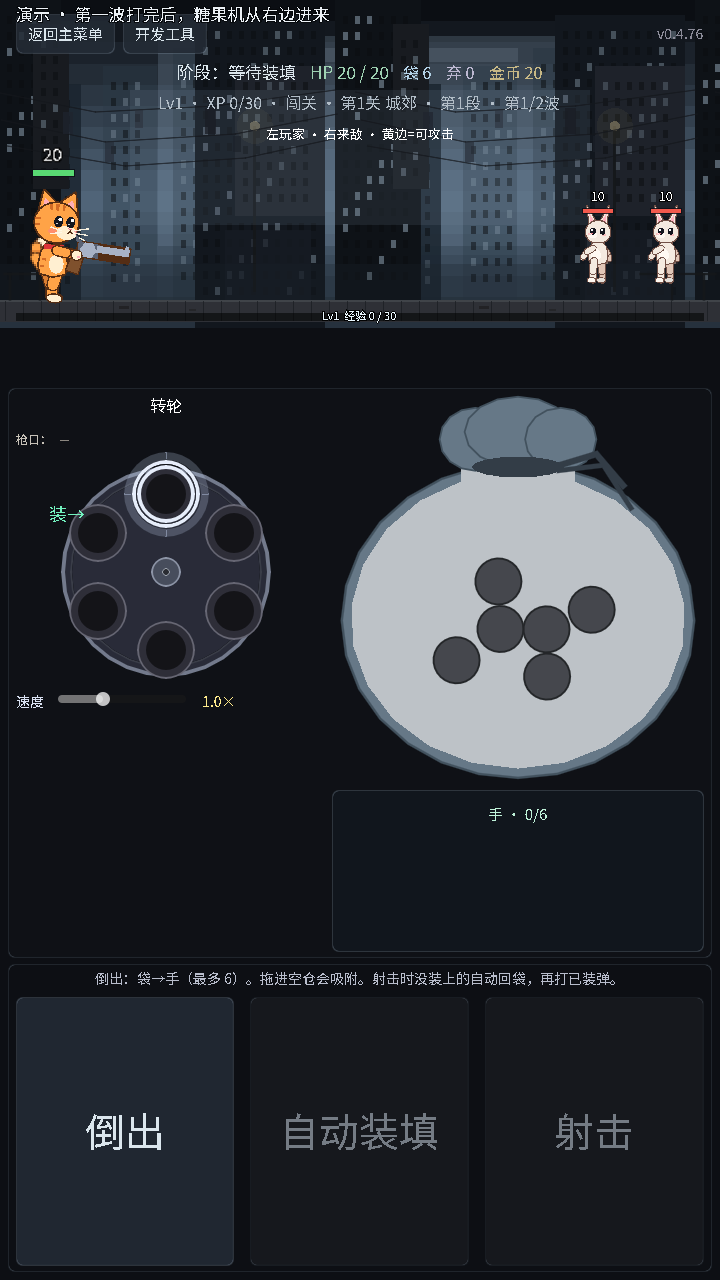 演示 · 第一波打完后，糖果机从右边进来
返回主菜单 开发工具 v0.4.76
阶段：等待装填 HP 20 / 20 袋 6 弃 0 金币 20
Lv1 · XP 0/30 · 闯关 · 第1关 城郊 · 第1段 · 第1/2波
左玩家 · 右来敌 · 黄边=可攻击
20
10 10
Lv1 经验 0 / 30
转轮
枪口： —
装→
速度 1.0×
手 · 0/6
倒出：袋→手（最多 6）。拖进空仓会吸附。射击时没装上的自动回袋，再打已装弹。
倒出 自动装填 射击